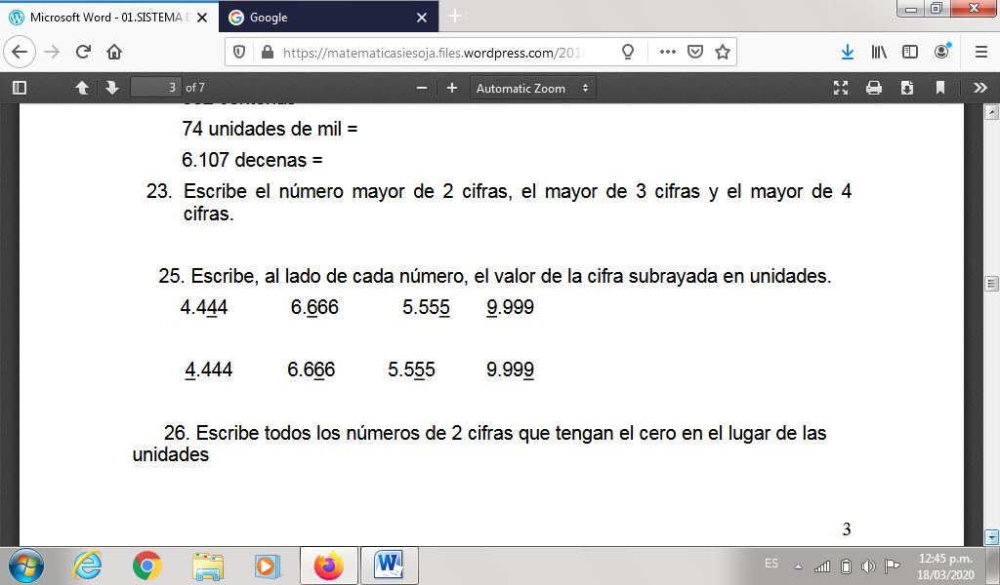 Microsoft Word - 01.SISTEMA D
Google
https://matematicasiesoja.files.wordpress.com/201
3 of 7
Automatic Zoom
74 unidades de mil =
6.107 decenas =
23. Escribe el número mayor de 2 cifras, el mayor de 3 cifras y el mayor de 4
cifras.
25. Escribe, al lado de cada número, el valor de la cifra subrayada en unidades.
4.444 6.666 5.555 9.999
4.444 6.666 5.555 9.999
26. Escribe todos los números de 2 cifras que tengan el cero en el lugar de las
unidades
3
ES
12:45 p.m.
18/03/2020